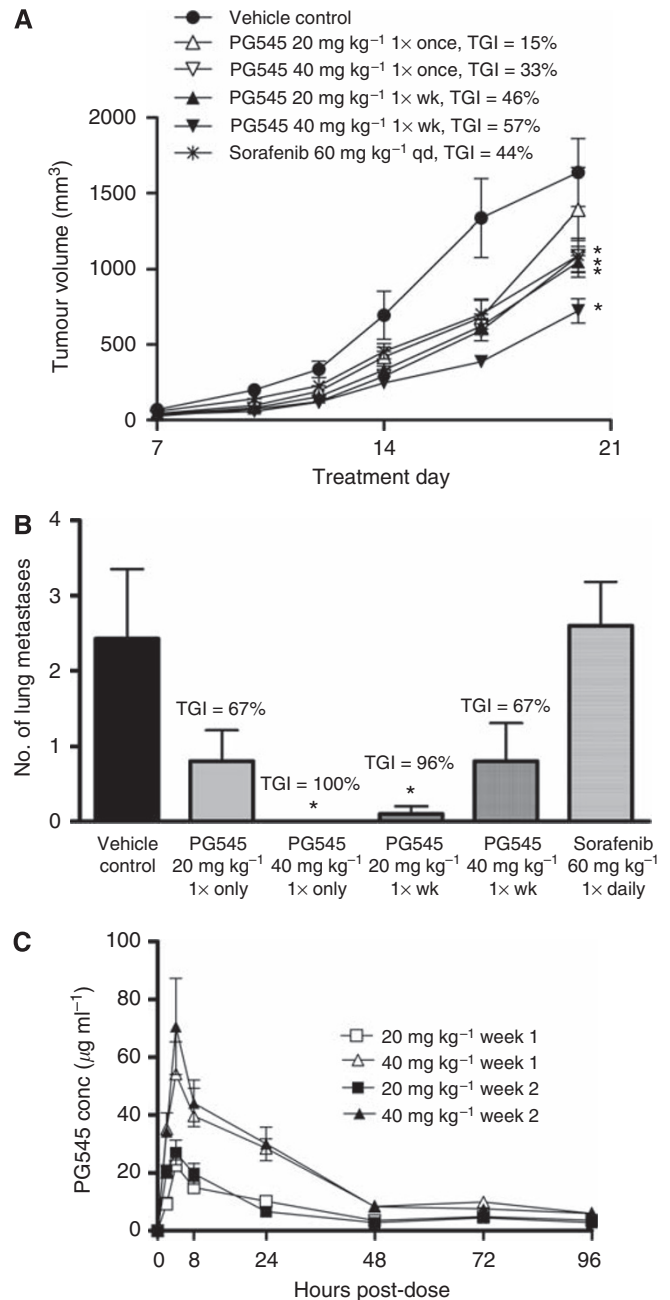 A
Vehicle control
PG545 20 mg kg⁻¹ 1× once, TGI = 15%
PG545 40 mg kg⁻¹ 1× once, TGI = 33%
PG545 20 mg kg⁻¹ 1× wk, TGI = 46%
PG545 40 mg kg⁻¹ 1× wk, TGI = 57%
Sorafenib 60 mg kg⁻¹ qd, TGI = 44%
Tumour volume (mm³)
2000
1500
1000
500
0
*
*
*
*
7
14
21
Treatment day
B
No. of lung metastases
4
3
2
1
0
TGI = 67%
TGI = 100%
*
TGI = 96%
*
TGI = 67%
Vehicle
control
PG545
20 mg kg⁻¹
1× only
PG545
40 mg kg⁻¹
1× only
PG545
20 mg kg⁻¹
1× wk
PG545
40 mg kg⁻¹
1× wk
Sorafenib
60 mg kg⁻¹
1× daily
C
PG545 conc (μg ml⁻¹)
100
80
60
40
20
0
20 mg kg⁻¹ week 1
40 mg kg⁻¹ week 1
20 mg kg⁻¹ week 2
40 mg kg⁻¹ week 2
0
8
24
48
72
96
Hours post-dose